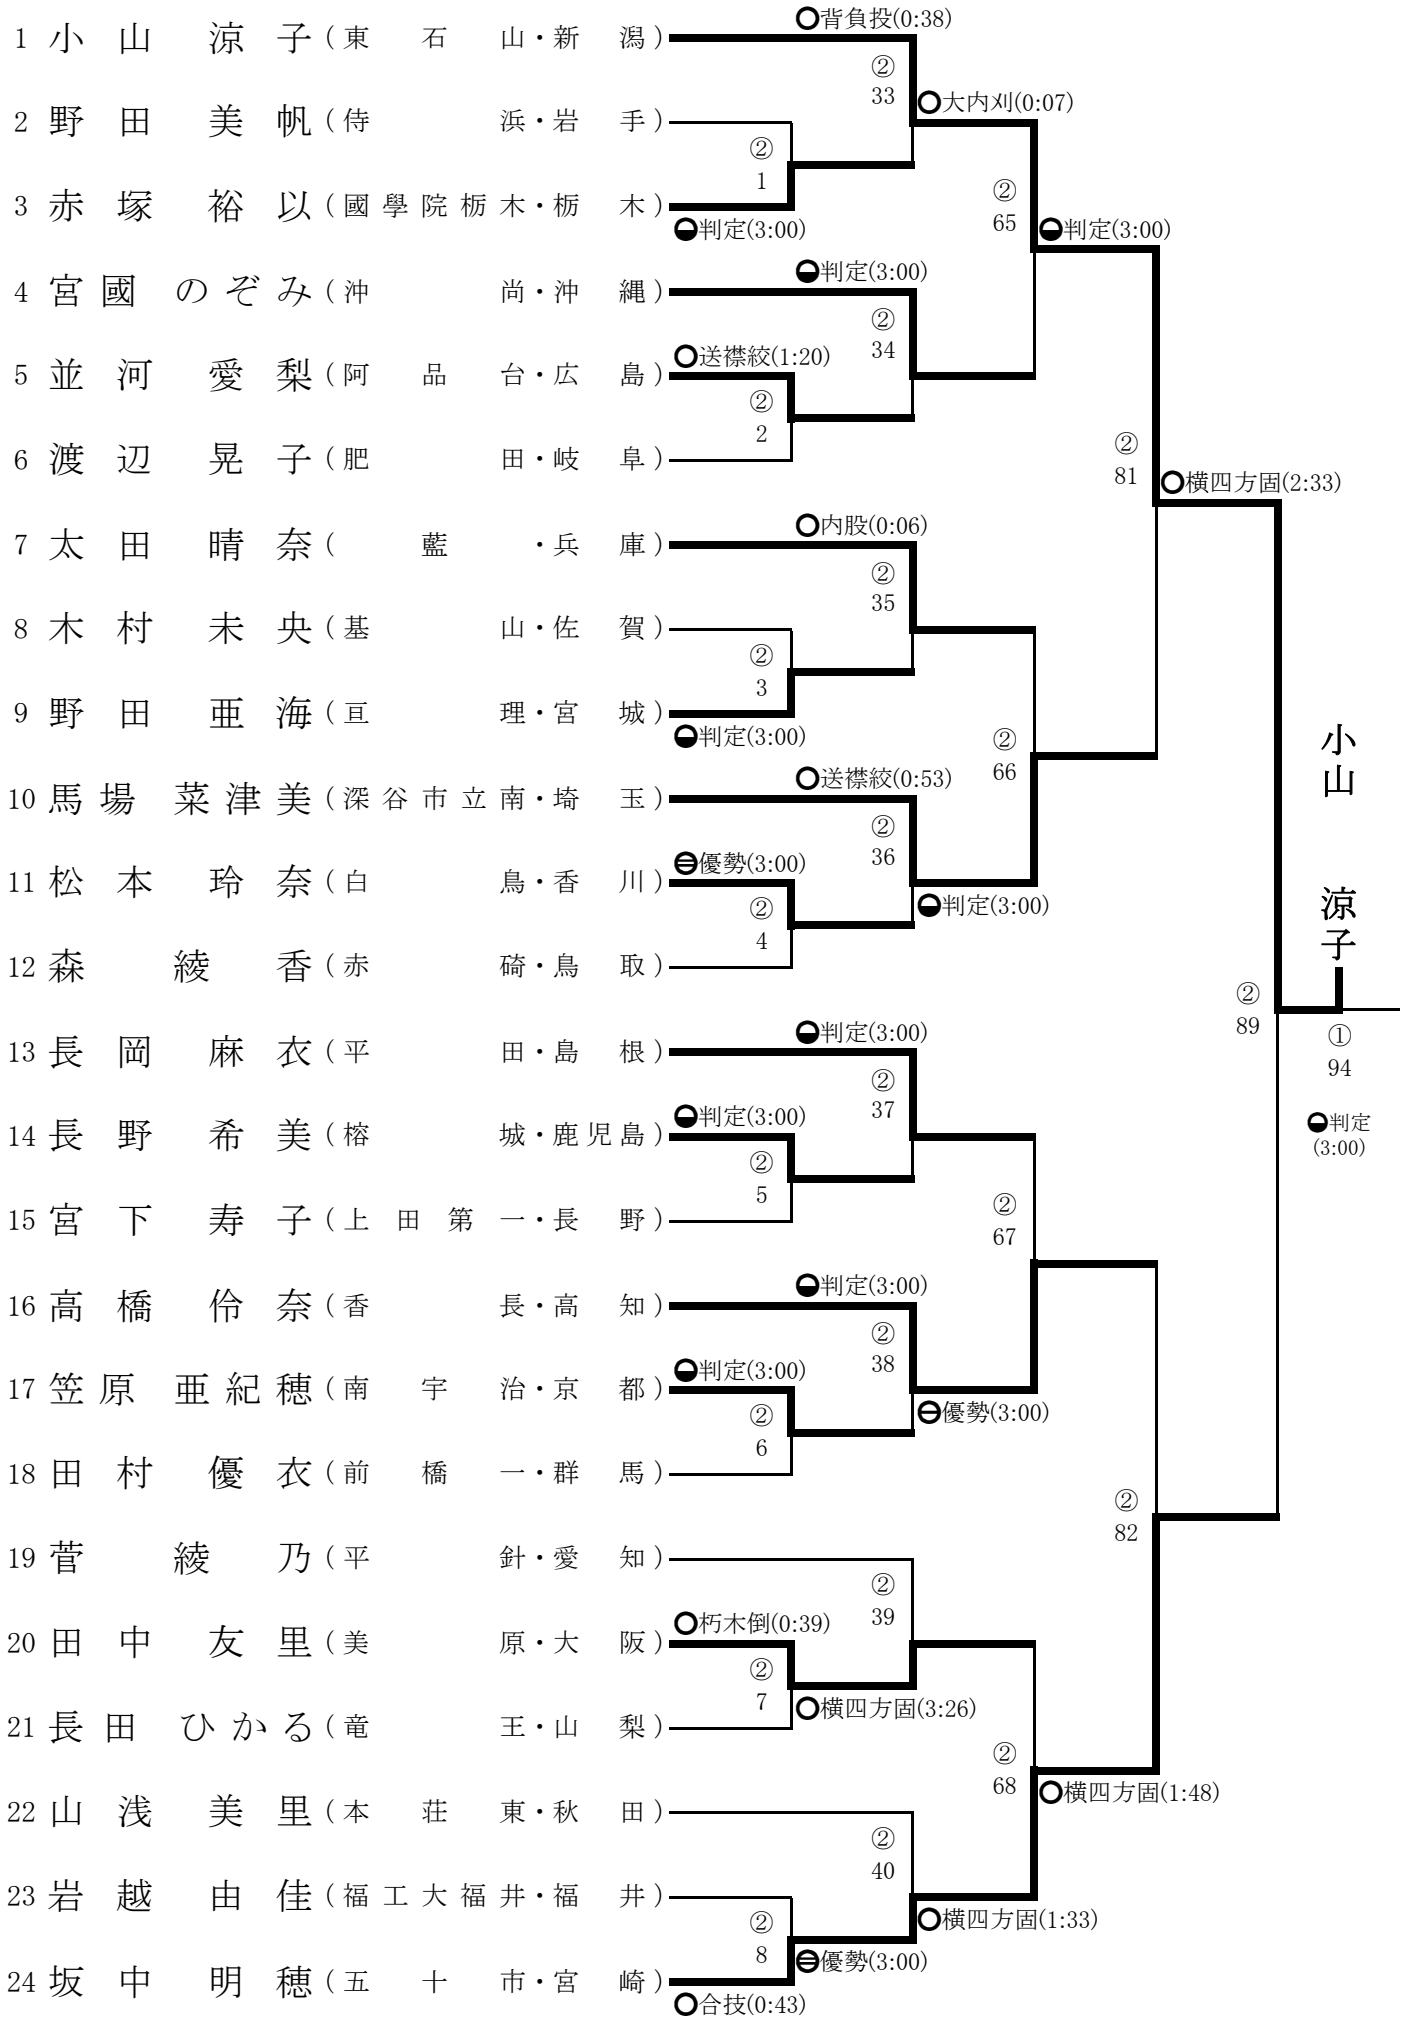 ○背負投(0:38)
1 小山 涼子(東石山・新潟)
②
33
○大内刈(0:07)
2 野田 美帆(侍浜・岩手)
②
1
②
65
3 赤塚 裕以(國學院栃木・栃木)
◒判定(3:00)
◒判定(3:00)
◒判定(3:00)
4 宮國 のぞみ(沖尚・沖縄)
②
34
○送襟絞(1:20)
5 並河 愛梨(阿品台・広島)
②
2
②
81
6 渡辺 晃子(肥田・岐阜)
○横四方固(2:33)
○内股(0:06)
7 太田 晴奈(藍・兵庫)
②
35
8 木村 未央(基山・佐賀)
②
3
9 野田 亜海(亘理・宮城)
◒判定(3:00)
②
66
○送襟絞(0:53)
10 馬場 菜津美(深谷市立南・埼玉)
②
36
⊜優勢(3:00)
11 松本 玲奈(白鳥・香川)
◒判定(3:00)
②
4
12 森 綾香(赤碕・鳥取)
小山 涼子
②
89
①
94
◒判定
(3:00)
◒判定(3:00)
13 長岡 麻衣(平田・島根)
②
37
◒判定(3:00)
14 長野 希美(榕城・鹿児島)
②
5
15 宮下 寿子(上田第一・長野)
②
67
◒判定(3:00)
16 高橋 伶奈(香長・高知)
②
38
◒判定(3:00)
17 笠原 亜紀穂(南宇治・京都)
⊖優勢(3:00)
②
6
18 田村 優衣(前橋一・群馬)
②
82
19 菅 綾乃(平針・愛知)
②
39
○朽木倒(0:39)
20 田中 友里(美原・大阪)
②
7
○横四方固(3:26)
21 長田 ひかる(竜王・山梨)
②
68
○横四方固(1:48)
22 山浅 美里(本荘東・秋田)
②
40
23 岩越 由佳(福工大福井・福井)
○横四方固(1:33)
②
8
⊜優勢(3:00)
24 坂中 明穂(五十市・宮崎)
○合技(0:43)